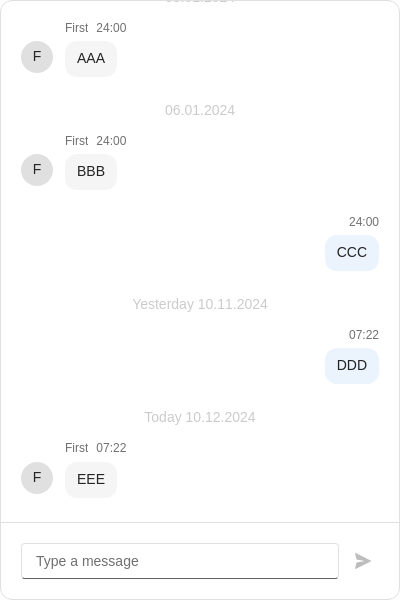 First 24:00
F
AAA
06.01.2024
First 24:00
F
BBB
24:00
CCC
Yesterday 10.11.2024
07:22
DDD
Today 10.12.2024
First 07:22
F
EEE
Type a message